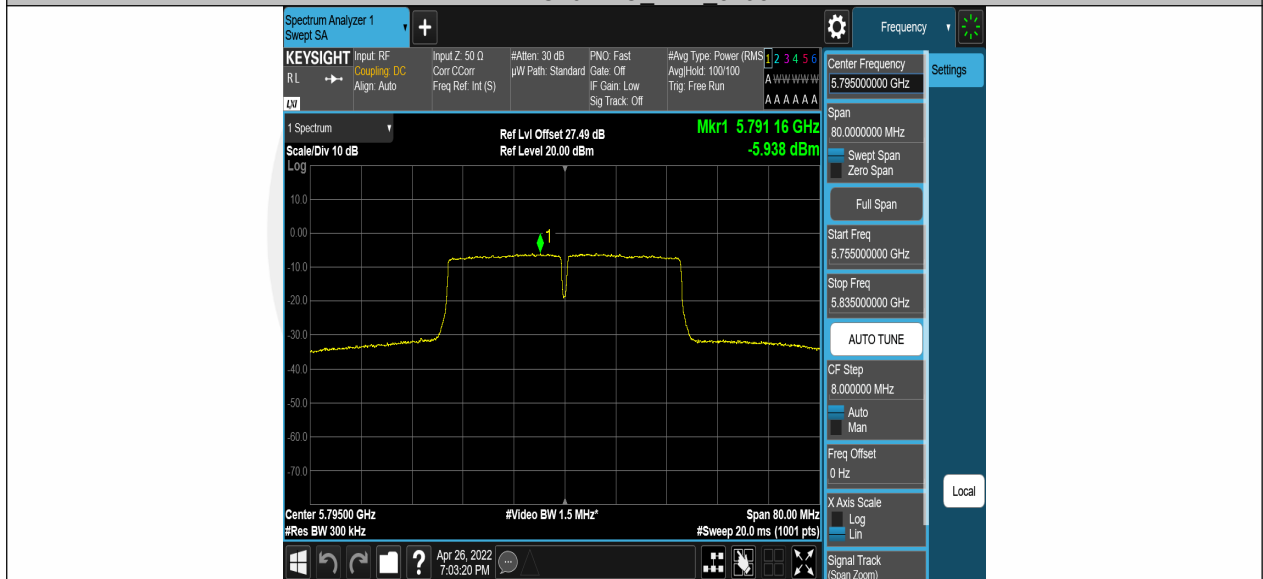 Spectrum Analyzer 1
Swept SA
+
Frequency
KEYSIGHT
RL
LXI
Input: RF
Coupling: DC
Align: Auto
Input Z: 50 Ω
Corr CCorr
Freq Ref: Int (S)
#Atten: 30 dB
µW Path: Standard
PNO: Fast
Gate: Off
IF Gain: Low
Sig Track: Off
#Avg Type: Power (RMS
Avg|Hold: 100/100
Trig: Free Run
1 2 3 4 5 6
A W W W W W
A A A A A A
1 Spectrum
Scale/Div 10 dB
Log
Ref Lvl Offset 27.49 dB
Ref Level 20.00 dBm
Mkr1 5.791 16 GHz
-5.938 dBm
10.0
0.00
-10.0
-20.0
-30.0
-40.0
-50.0
-60.0
-70.0
1
Center 5.79500 GHz
#Video BW 1.5 MHz*
Span 80.00 MHz
#Res BW 300 kHz
#Sweep 20.0 ms (1001 pts)
?
Apr 26, 2022
7:03:20 PM
Center Frequency
5.795000000 GHz
Settings
Span
80.0000000 MHz
Swept Span
Zero Span
Full Span
Start Freq
5.755000000 GHz
Stop Freq
5.835000000 GHz
AUTO TUNE
CF Step
8.000000 MHz
Auto
Man
Freq Offset
0 Hz
X Axis Scale
Log
Lin
Local
Signal Track
(Span Zoom)